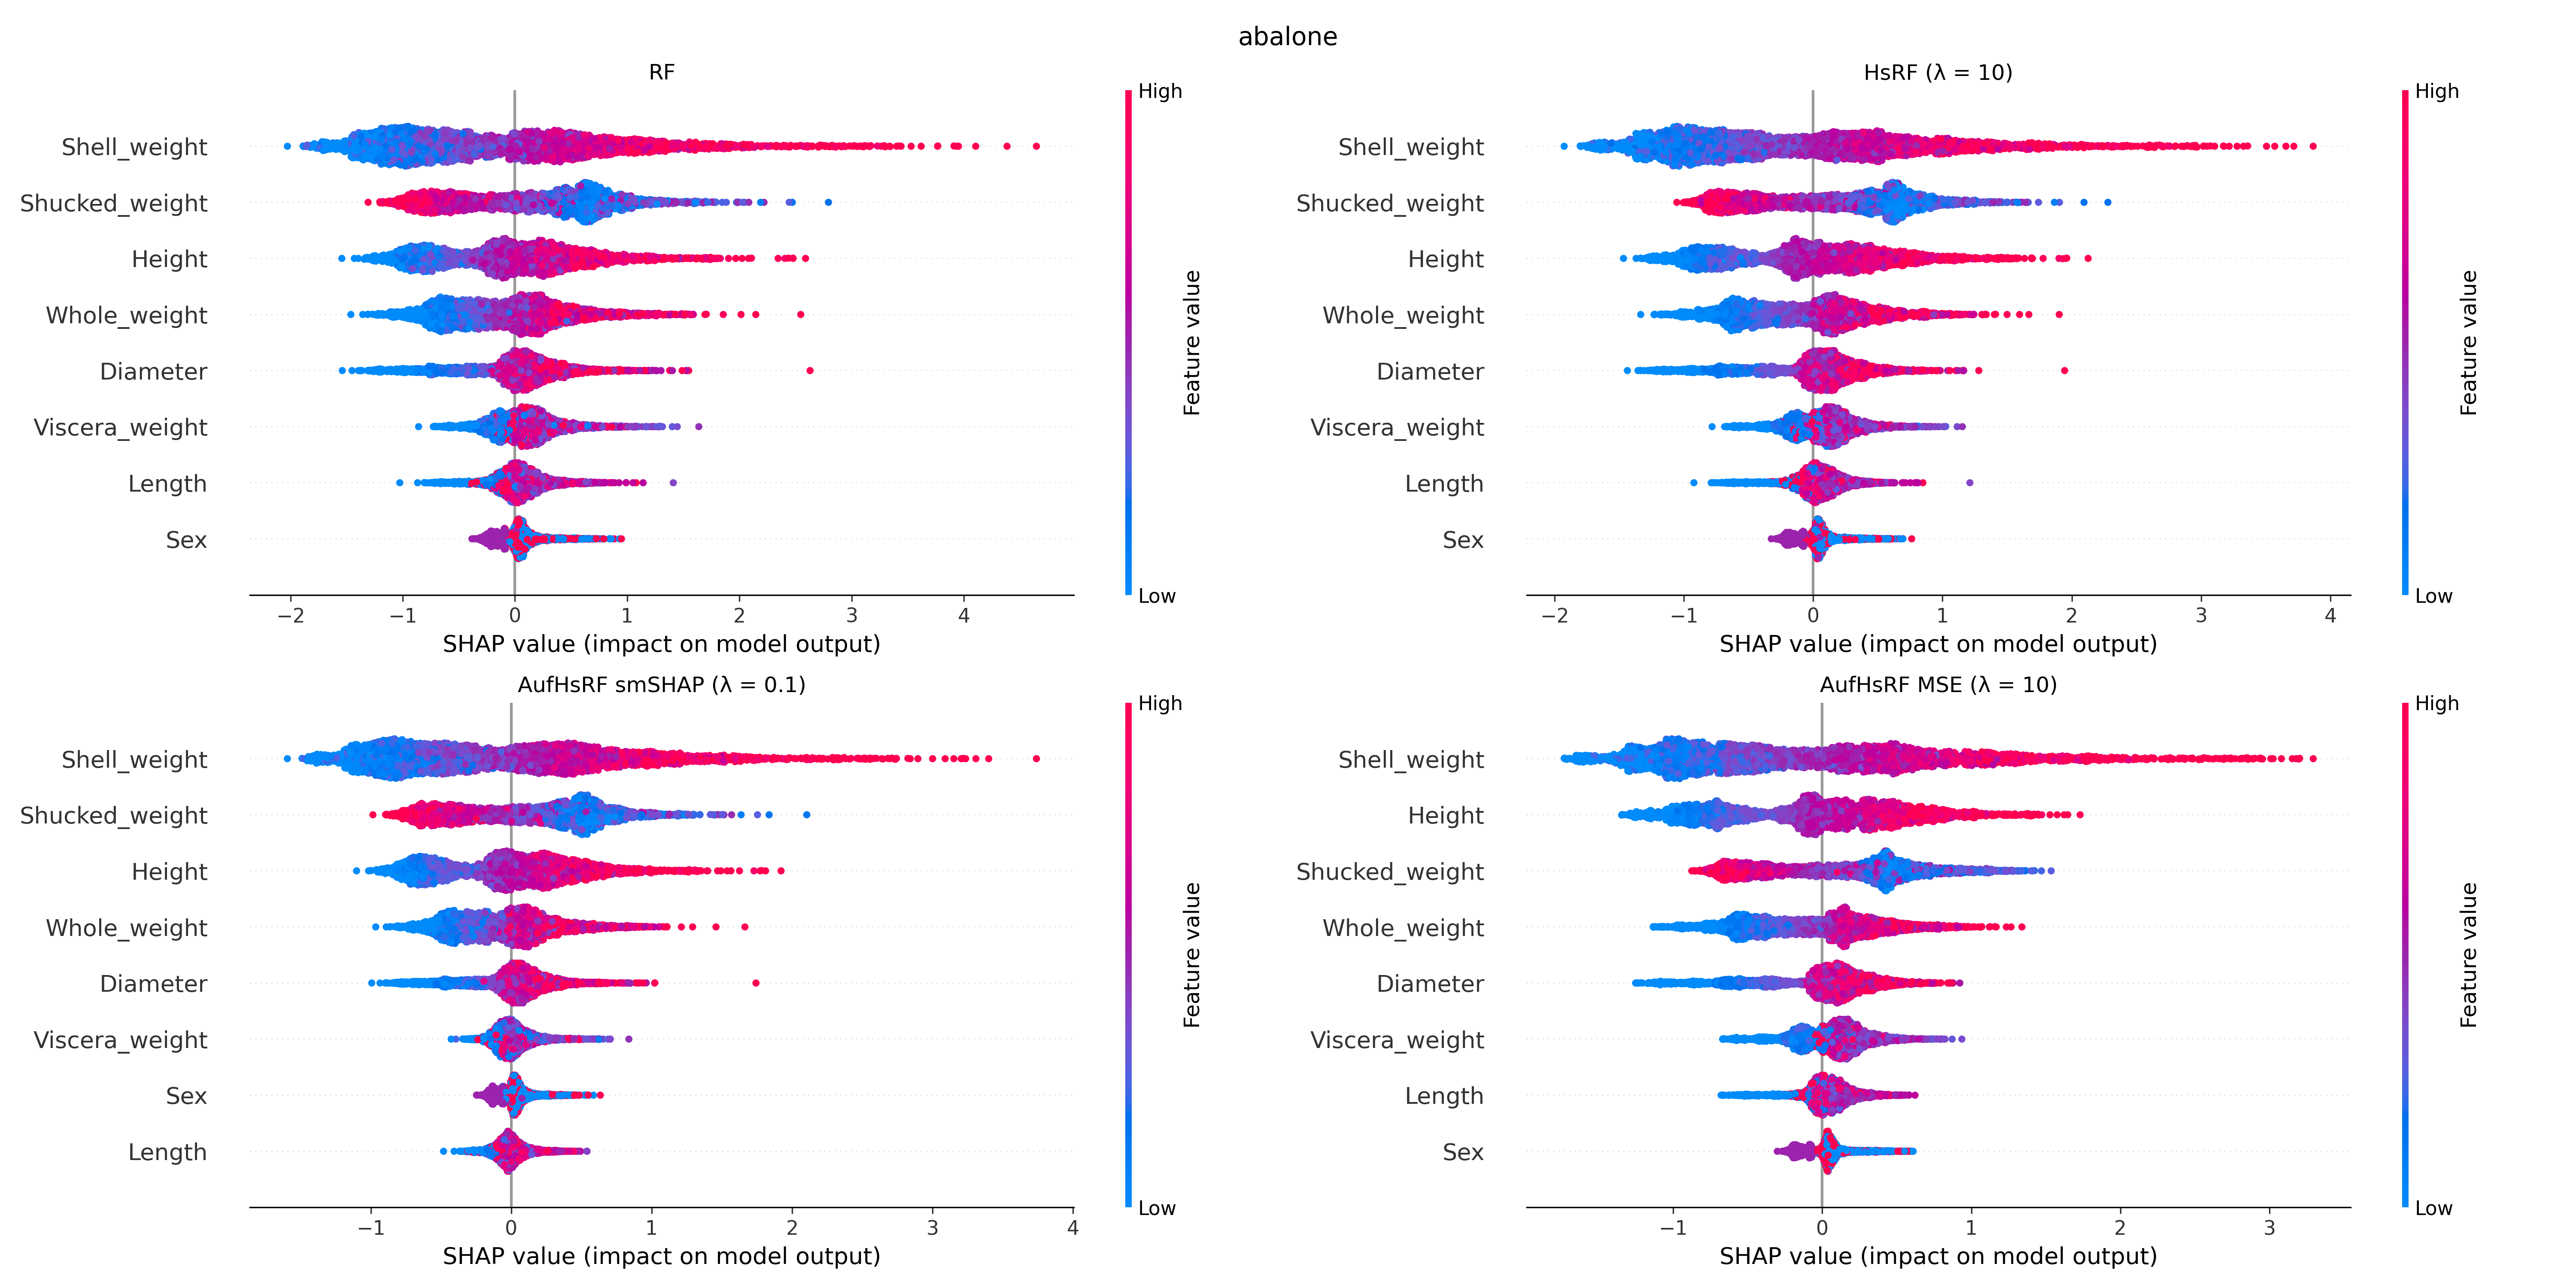 abalone
RF
High
Shell_weight
Shucked_weight
Height
Whole_weight
Diameter
Viscera_weight
Length
Sex
Feature value
Low
−2 −1 0 1 2 3 4
SHAP value (impact on model output)
HsRF (λ = 10)
High
Shell_weight
Shucked_weight
Height
Whole_weight
Diameter
Viscera_weight
Length
Sex
Feature value
Low
−2 −1 0 1 2 3 4
SHAP value (impact on model output)
AufHsRF smSHAP (λ = 0.1)
High
Shell_weight
Shucked_weight
Height
Whole_weight
Diameter
Viscera_weight
Sex
Length
Feature value
Low
−1 0 1 2 3 4
SHAP value (impact on model output)
AufHsRF MSE (λ = 10)
High
Shell_weight
Height
Shucked_weight
Whole_weight
Diameter
Viscera_weight
Length
Sex
Feature value
Low
−1 0 1 2 3
SHAP value (impact on model output)